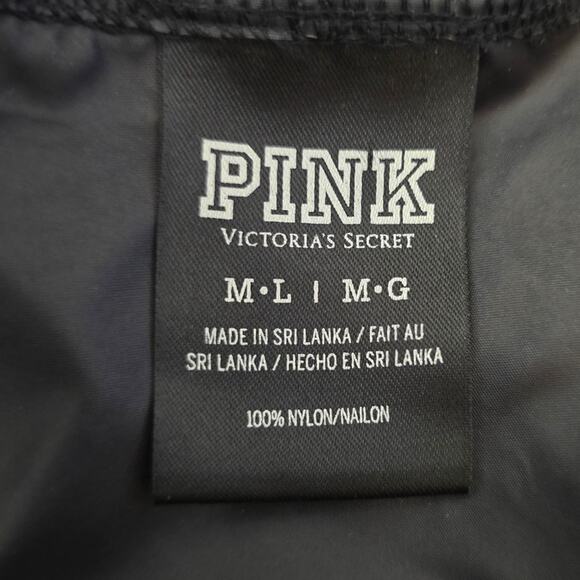 PINK
VICTORIA'S SECRET
M•L | M•G
MADE IN SRI LANKA / FAIT AU
SRI LANKA / HECHO EN SRI LANKA
100% NYLON/NAILON